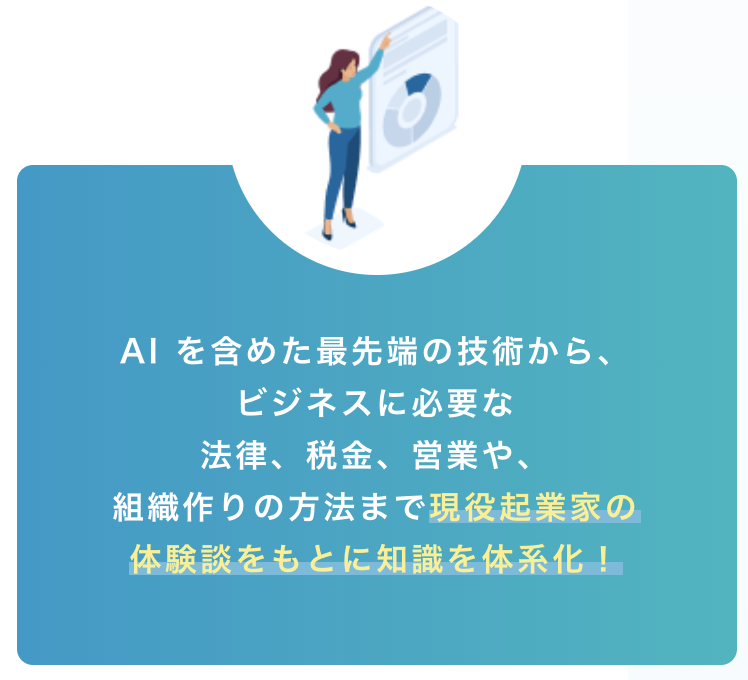 AI を含めた最先端の技術から、
ビジネスに必要な
法律、税金、営業や、
組織作りの方法まで現役起業家の
体験談をもとに知識を体系化！